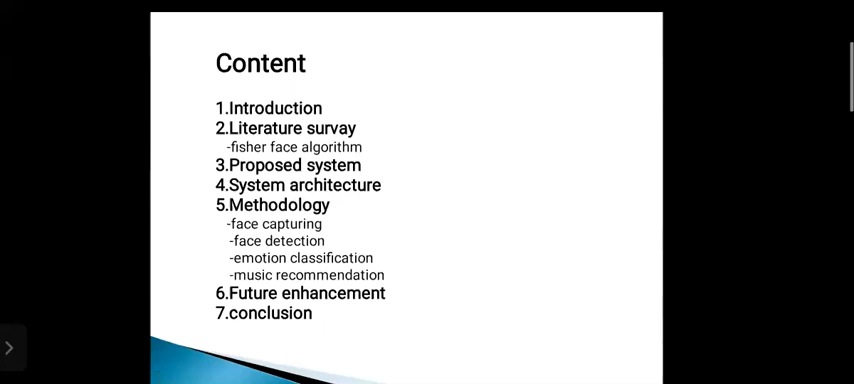 Content
1.Introduction
2.Literature survay
-fisher face algorithm
3.Proposed system
4.System architecture
5.Methodology
-face capturing
-face detection
-emotion classification
-music recommendation
6.Future enhancement
7.conclusion